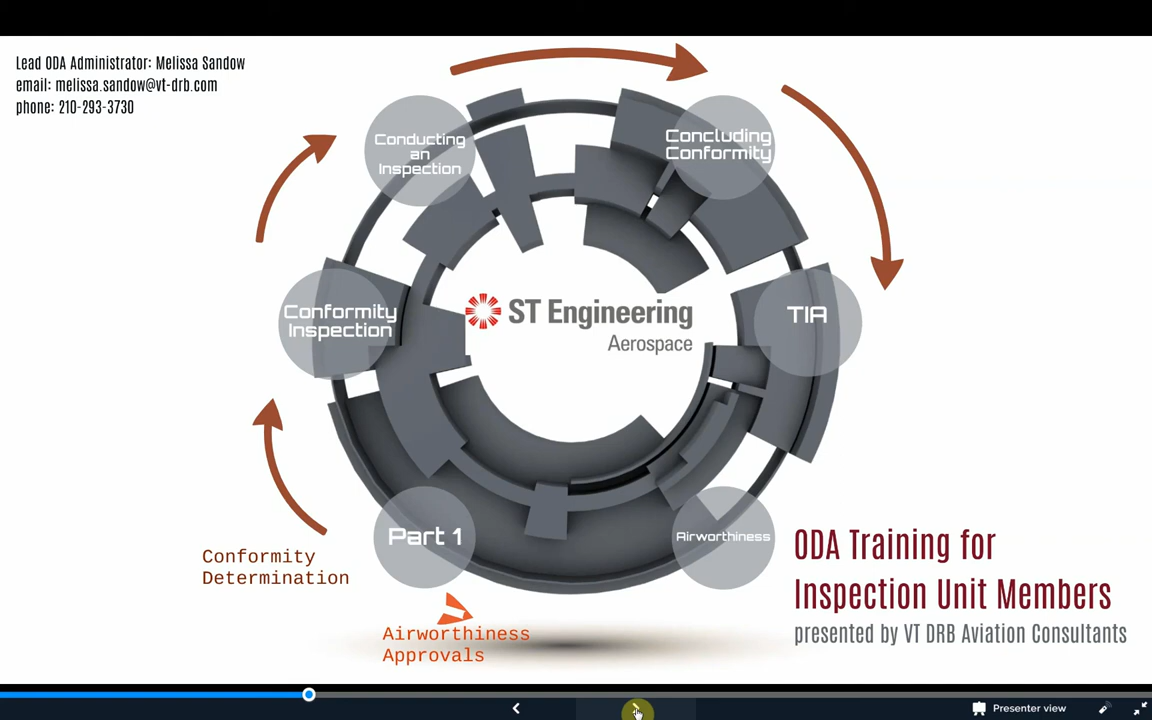 Lead ODA Administrator: Melissa Sandow
email: melissa.sandow@vt-drb.com
phone: 210-293-3730
Conducting
an
Inspection
Concluding
Conformity
Conformity
Inspection
ST Engineering
Aerospace
TIA
Part 1
Airworthiness
Conformity
Determination
Airworthiness
Approvals
ODA Training for
Inspection Unit Members
presented by VT DRB Aviation Consultants
Presenter view